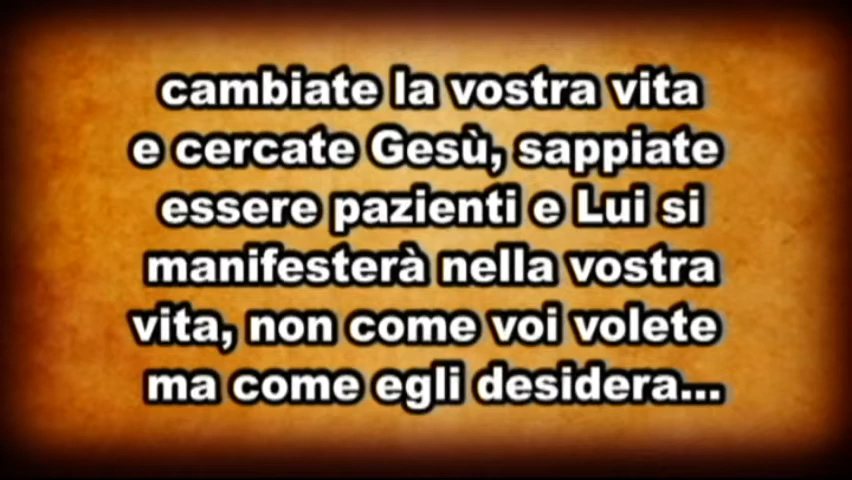 cambiate la vostra vita
e cercate Gesù, sappiate
essere pazienti e Lui si
manifesterà nella vostra
vita, non come voi volete
ma come egli desidera...